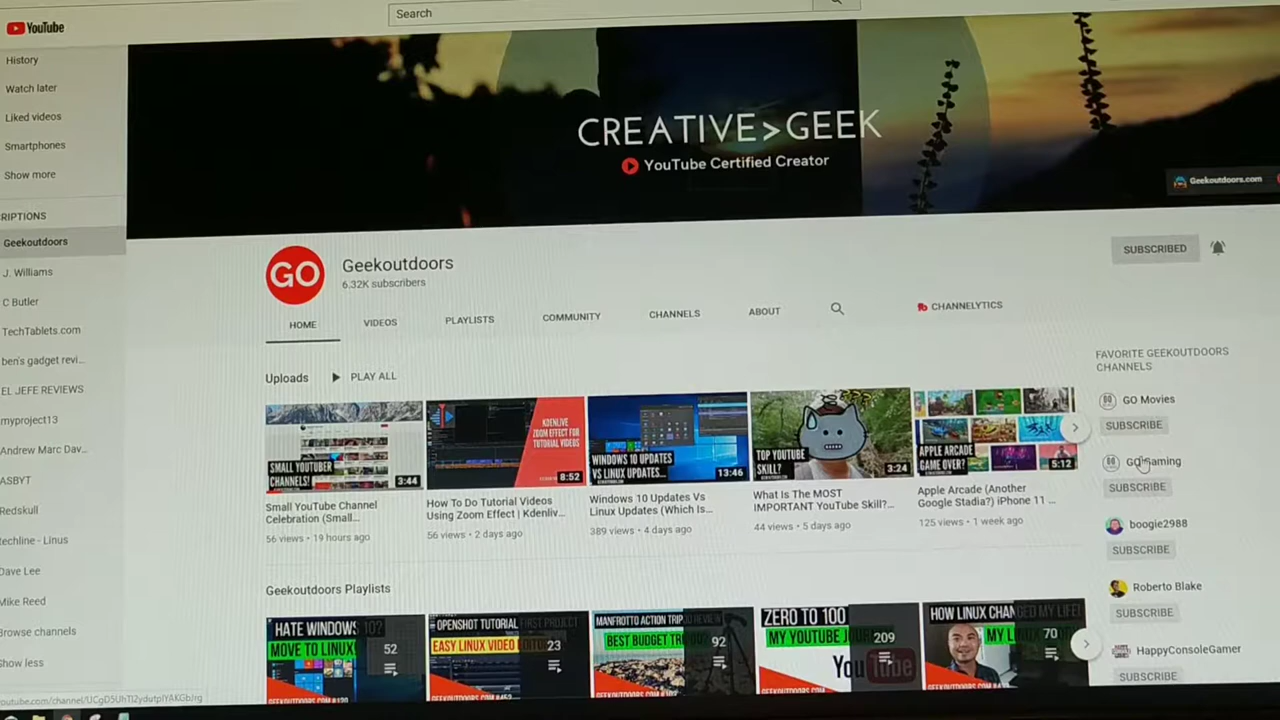 YouTube
Search
History
Watch later
Liked videos
Smartphones
Show more
RIPTIONS
Geekoutdoors
J. Williams
C Butler
TechTablets.com
ben's gadget revi...
EL JEFE REVIEWS
myproject13
Andrew Marc Dav...
ASBYT
Redskull
techline - Linus
Dave Lee
Mike Reed
Browse channels
Show less
CREATIVE>GEEK
YouTube Certified Creator
Geekoutdoors.com
GO
Geekoutdoors
6.32K subscribers
SUBSCRIBED
HOME
VIDEOS
PLAYLISTS
COMMUNITY
CHANNELS
ABOUT
CHANNELYTICS
Uploads
PLAY ALL
SMALL YOUTUBER
CHANNELS!
3:44
Small YouTube Channel
Celebration (Small...
56 views • 19 hours ago
KDENLIVE
ZOOM EFFECT FOR
TUTORIAL VIDEOS
8:52
How To Do Tutorial Videos
Using Zoom Effect | Kdenliv...
56 views • 2 days ago
WINDOWS 10 UPDATES
VS LINUX UPDATES...
13:46
Windows 10 Updates Vs
Linux Updates (Which Is...
389 views • 4 days ago
TOP YOUTUBE
SKILL?
3:24
What Is The MOST
IMPORTANT YouTube Skill?...
44 views • 5 days ago
APPLE ARCADE
GAME OVER?
5:12
Apple Arcade (Another
Google Stadia?) iPhone 11 ...
125 views • 1 week ago
FAVORITE GEEKOUTDOORS
CHANNELS
GO Movies
SUBSCRIBE
GO Gaming
SUBSCRIBE
boogie2988
SUBSCRIBE
Roberto Blake
SUBSCRIBE
HappyConsoleGamer
SUBSCRIBE
Geekoutdoors Playlists
HATE WINDOWS 10?
MOVE TO LINUX
52
OPENSHOT TUTORIAL FIRST PROJECT
EASY LINUX VIDEO
23
MANFROTTO ACTION TRIPOD REVIEW
BEST BUDGET
92
ZERO TO 100
MY YOUTUBE
209
YouTube
HOW LINUX CHANGED MY LIFE!
MY
70